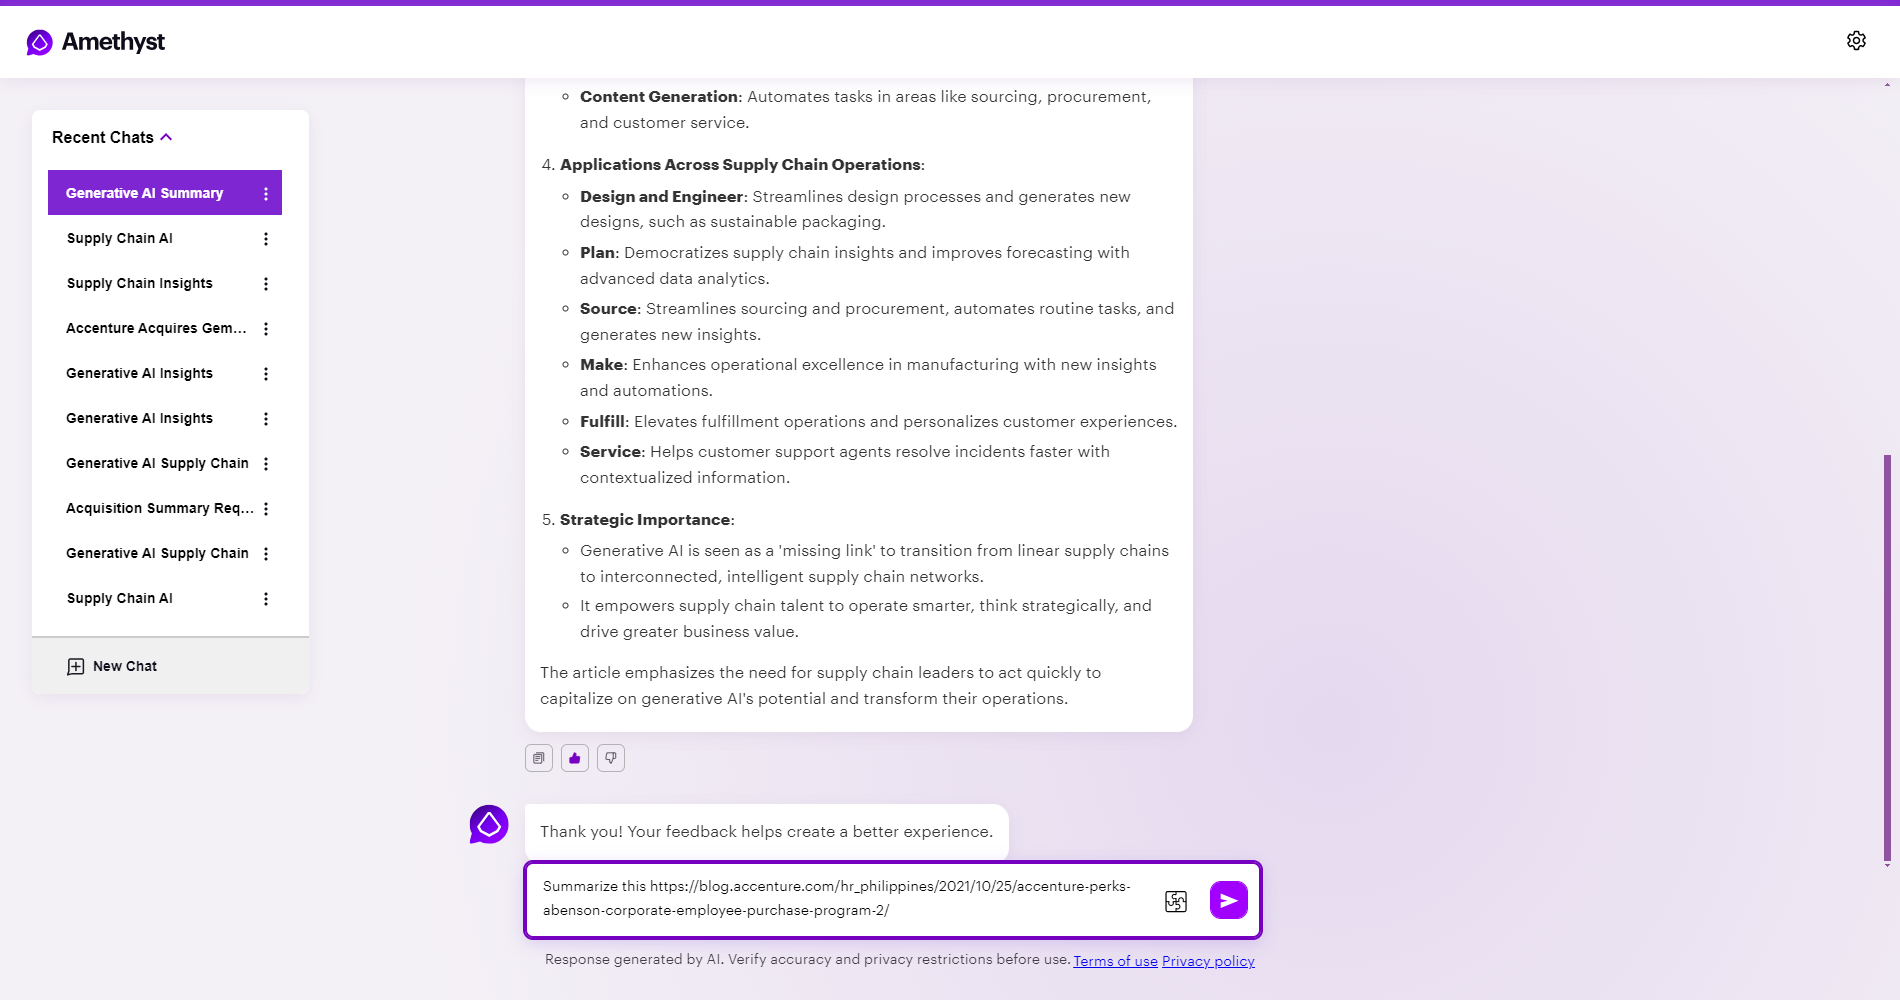 Amethyst
Recent Chats
Generative AI Summary
Supply Chain AI
Supply Chain Insights
Accenture Acquires Gem...
Generative AI Insights
Generative AI Insights
Generative AI Supply Chain
Acquisition Summary Req...
Generative AI Supply Chain
Supply Chain AI
New Chat
◦ Content Generation: Automates tasks in areas like sourcing, procurement,
and customer service.
4. Applications Across Supply Chain Operations:
◦ Design and Engineer: Streamlines design processes and generates new
designs, such as sustainable packaging.
◦ Plan: Democratizes supply chain insights and improves forecasting with
advanced data analytics.
◦ Source: Streamlines sourcing and procurement, automates routine tasks, and
generates new insights.
◦ Make: Enhances operational excellence in manufacturing with new insights
and automations.
◦ Fulfill: Elevates fulfillment operations and personalizes customer experiences.
◦ Service: Helps customer support agents resolve incidents faster with
contextualized information.
5. Strategic Importance:
◦ Generative AI is seen as a 'missing link' to transition from linear supply chains
to interconnected, intelligent supply chain networks.
◦ It empowers supply chain talent to operate smarter, think strategically, and
drive greater business value.
The article emphasizes the need for supply chain leaders to act quickly to
capitalize on generative AI's potential and transform their operations.
Thank you! Your feedback helps create a better experience.
Summarize this https://blog.accenture.com/hr_philippines/2021/10/25/accenture-perks-
abenson-corporate-employee-purchase-program-2/
Response generated by AI. Verify accuracy and privacy restrictions before use. Terms of use Privacy policy